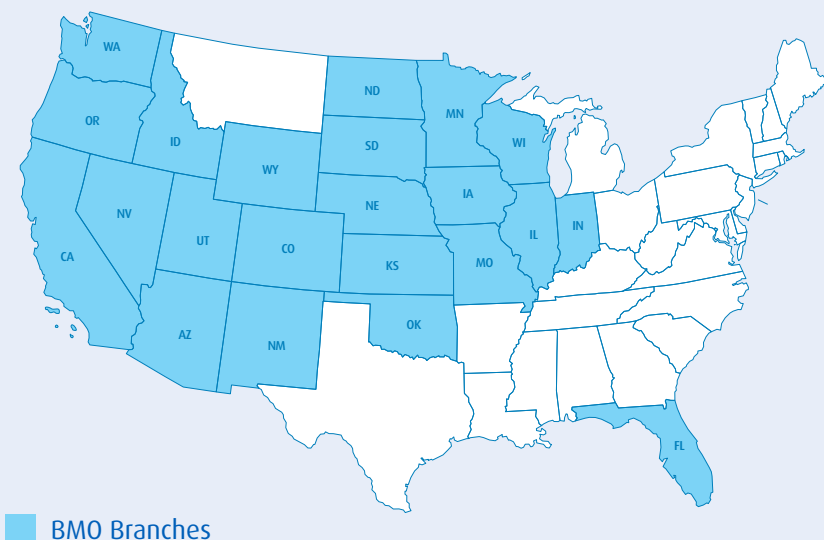 WA
ND
MN
OR
WI
ID
SD
WY
IA
NE
NV
IL
IN
UT
CO
CA
KS
MO
OK
AZ
NM
FL
BMO Branches